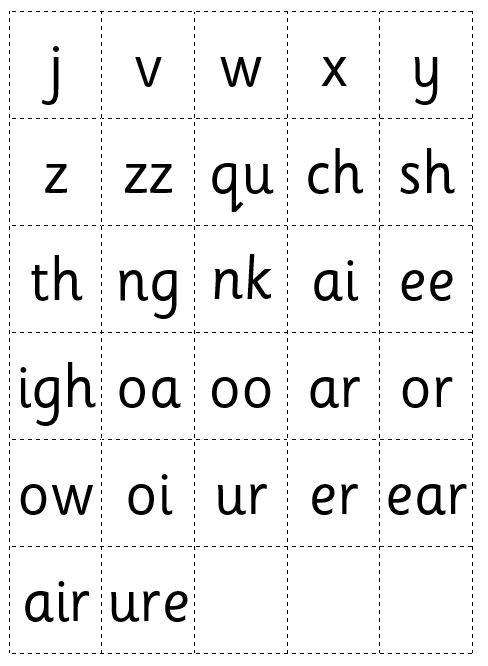 j v w x y
z zz qu ch sh
th ng nk ai ee
igh oa oo ar or
ow oi ur er ear
air ure